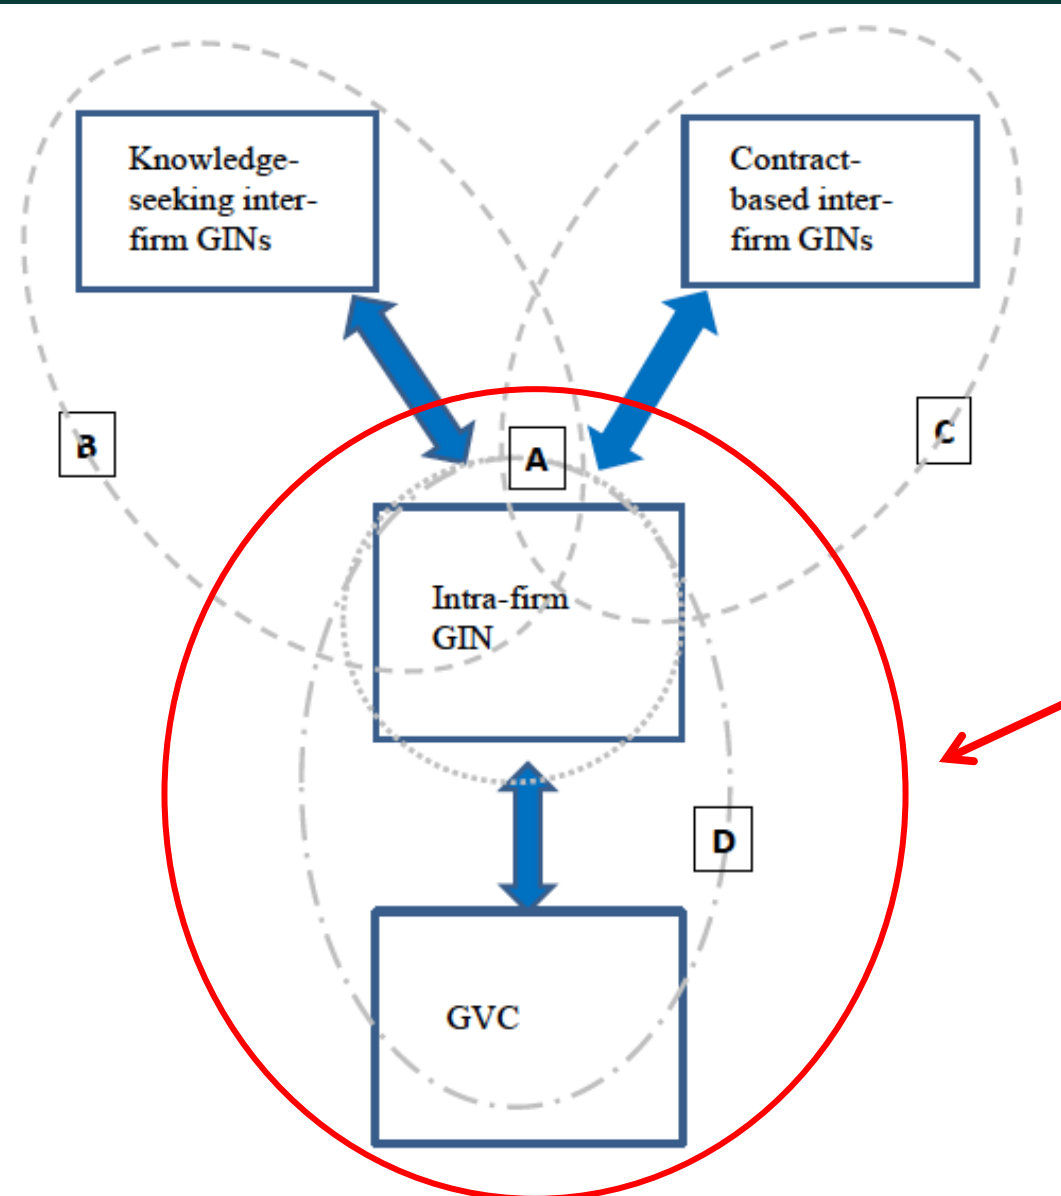 Knowledge-
seeking inter-
firm GINs
Contract-
based inter-
firm GINs
B
C
A
Intra-firm
GIN
D
GVC